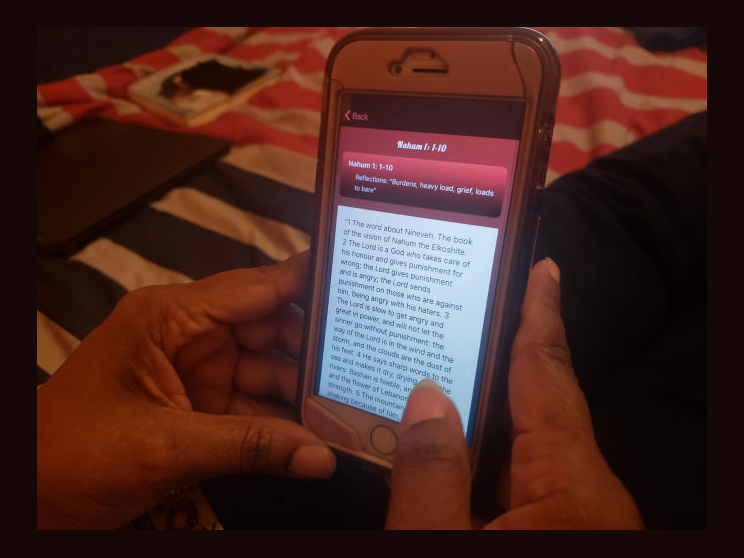 Back
Nahum 1: 1-10
Nahum 1: 1-10
Reflections: "Burdens, heavy load, grief, loads
to bare"
"1 The word about Nineveh. The book
of the vision of Nahum the Elkoshite.
2 The Lord is a God who takes care of
his honour and gives punishment for
wrong; the Lord gives punishment
and is angry; the Lord sends
punishment on those who are against
him, being angry with his haters. 3
The Lord is slow to get angry and
great in power, and will not let the
sinner go without punishment: the
way of the Lord is in the wind and the
storm, and the clouds are the dust of
his feet. 4 He says sharp words to the
sea and makes it dry, drying the
rivers: Bashan is feeble,
and the flower of Lebanon
strength. 5 The mountain
shaking because of him,